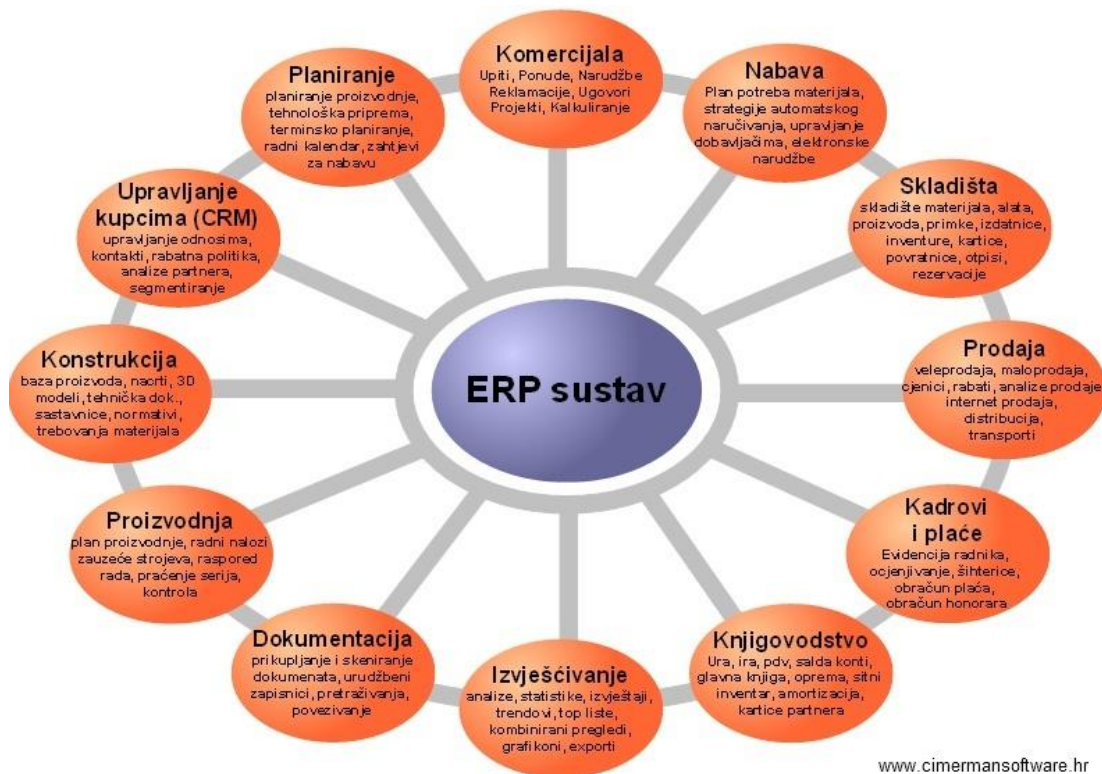 Komercijala
Upiti, Ponude, Narudžbe
Reklamacije, Ugovori
Projekti, Kalkuliranje
Nabava
Plan potreba materijala,
strategije automatskog
naručivanja, upravljanje
dobavljačima, elektronske
narudžbe
Skladišta
skladište materijala, alata,
proizvoda, primke, izdatnice,
inventure, kartice,
povratnice, otpisi,
rezervacije
Prodaja
veleprodaja, maloprodaja,
cjenici, rabati, analize prodaje
internet prodaja,
distribucija,
transporti
Kadrovi
i plaće
Evidencija radnika,
ocjenjivanje, šihterice,
obračun plaća,
obračun honorara
Knjigovodstvo
Ura, ira, pdv, salda konti,
glavna knjiga, oprema, sitni
inventar, amortizacija,
kartice partnera
Izvješćivanje
analize, statistike, izvještaji,
trendovi, top liste,
kombinirani pregledi,
grafikoni, exporti
Dokumentacija
prikupljanje i skeniranje
dokumenata, urudžbeni
zapisnici, pretraživanja,
povezivanje
Proizvodnja
plan proizvodnje, radni nalozi
zauzeće strojeva, raspored
rada, praćenje serija,
kontrola
Konstrukcija
baza proizvoda, nacrti, 3D
modeli, tehnička dok.,
sastavnice, normativi,
trebovanja materijala
Upravljanje
kupcima (CRM)
upravljanje odnosima,
kontakti, rabatna politika,
analize partnera,
segmentiranje
Planiranje
planiranje proizvodnje,
tehnološka priprema,
terminsko planiranje,
radni kalendar, zahtjevi
za nabavu
ERP sustav
www.cimermansoftware.hr